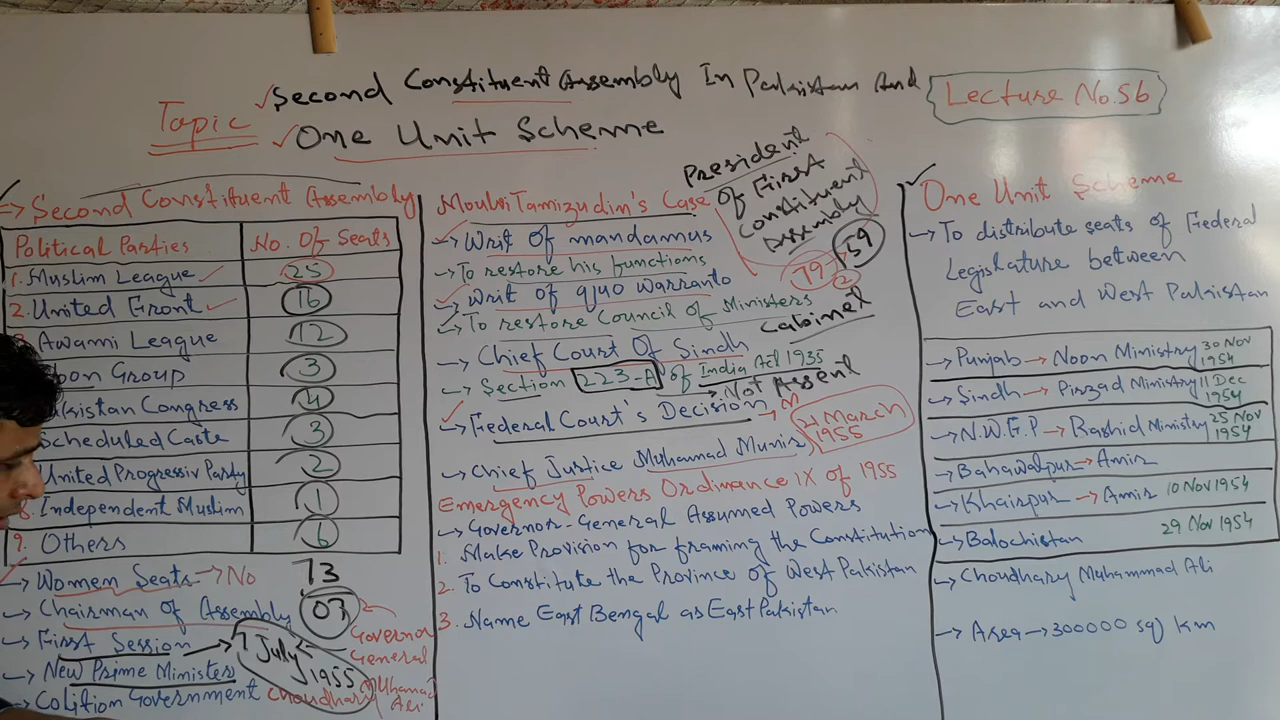 Topic
Second Constituent Assembly In Pakistan And
One Unit Scheme
Lecture No.56
Second Constituent Assembly
Political Parties No. Of Seats
1. Muslim League 25
2. United Front 16
Awami League 12
oon Group 3
kistan Congress 4
Scheduled Caste 3
United Progressiv Party 2
8. Independent Muslim 1
9. Others 6
Women Seats → No 73
Chairman of Assembly 07
Governor General
First Session → 7 July 1955
New Prime Ministers
Colition Government Choudhary Muhamad Ali
Moulvi Tamizudin's Case
President Of First Constituent Assembly
→ Writ Of mandamus
→ To restore his functions
79 59
2
→ Writ of quo warranto
→ To restore Council of Ministers
Cabinet
→ Chief Court Of Sindh
→ Section 223-A of India Act 1935
→ Not Assent
→ Federal Court's Decision →
21 March 1955
→ Chief Justice Muhamad Munir
Emergency Powers Ordinance IX of 1955
→ Governor-General Assumed Powers
1. Make Provision for framing the Constitution
2. To Constitute the Province of West Pakistan
3. Name East Bengal as East Pakistan
One Unit Scheme
→ To distribute seats of Federal
Legislature between
East and West Pakistan
→ Punjab → Noon Ministry 30 Nov 1954
→ Sindh → Pirzad Ministry 11 Dec 1954
→ N.W.F.P → Rashid Ministry 25 Nov 1954
→ Bahawalpur → Amir
→ Khairpur → Amir 10 Nov 1954
→ Balochistan 29 Nov 1954
→ Choudhary Muhammad Ali
→ Area → 300000 sq Km